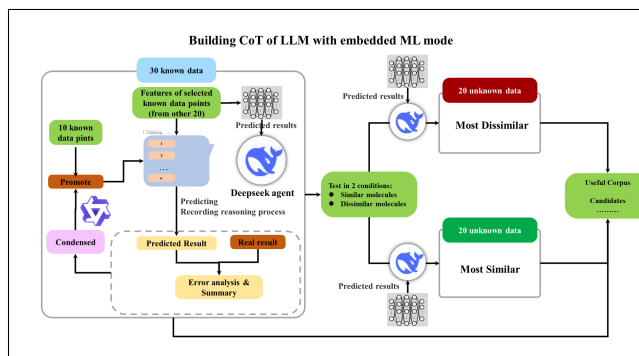 Building CoT of LLM with embedded ML mode
30 known data
Features of selected
known data points
(from other 20)
Predicted results
10 known
data pints
1 Thinking......
1
2
...
n
Deepseek agent
Promote
Predicting
Recording reasoning process
Condensed
Predicted Result
Real result
Error analysis &
Summary
Test in 2 conditions:
● Similar molecules
● Dissimilar molecules
Predicted results
20 unknown data
Most Dissimilar
20 unknown data
Most Similar
Predicted results
Useful Corpus
Candidates
.........